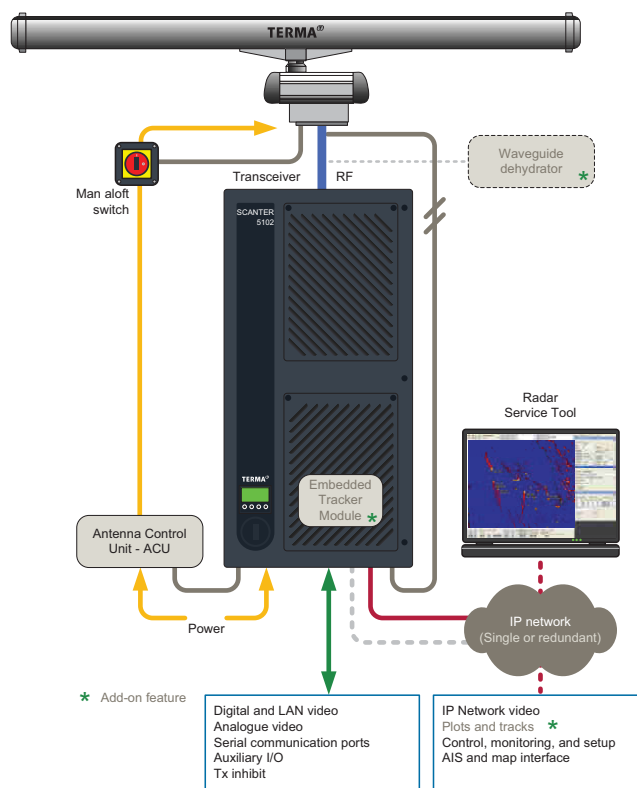 TERMA®
Man aloft
switch
Transceiver
RF
Waveguide
dehydrator
*
SCANTER
5102
TERMA®
Embedded
Tracker
Module *
Radar
Service Tool
Antenna Control
Unit - ACU
Power
IP network
(Single or redundant)
* Add-on feature
Digital and LAN video
Analogue video
Serial communication ports
Auxiliary I/O
Tx inhibit
IP Network video
Plots and tracks *
Control, monitoring, and setup
AIS and map interface